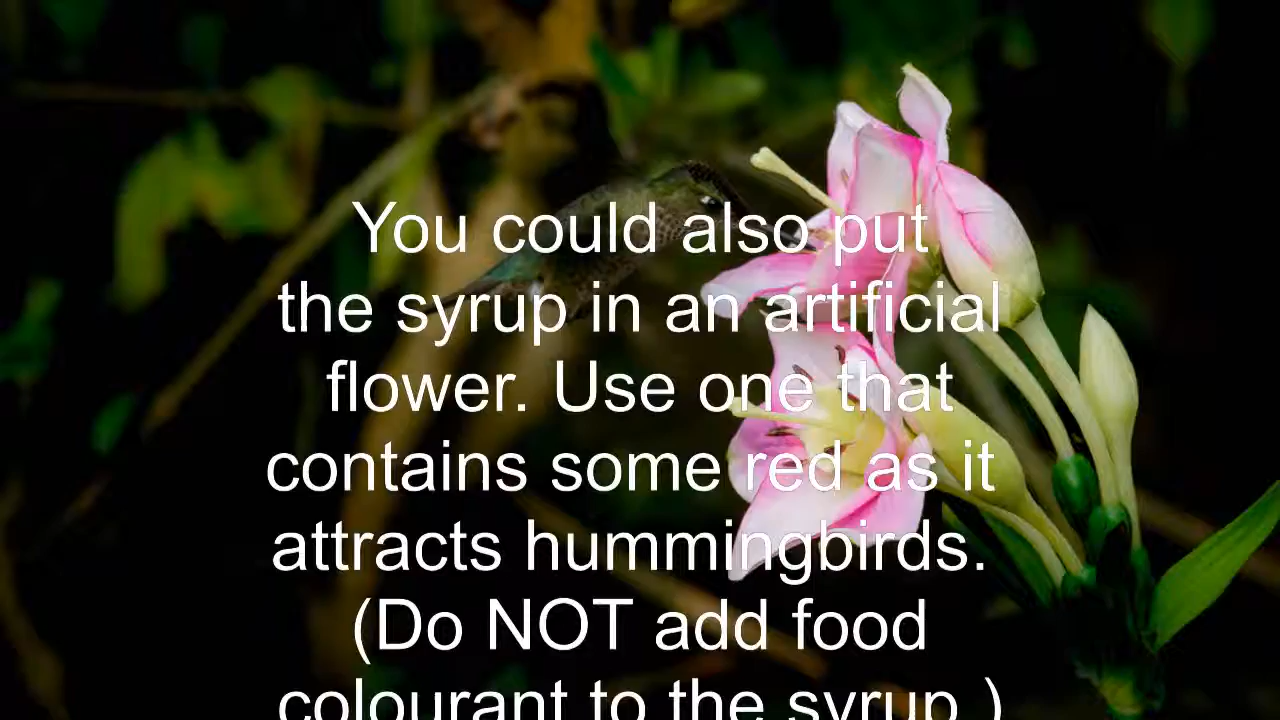 You could also put
the syrup in an artificial
flower. Use one that
contains some red as it
attracts hummingbirds.
(Do NOT add food
colourant to the syrup.)